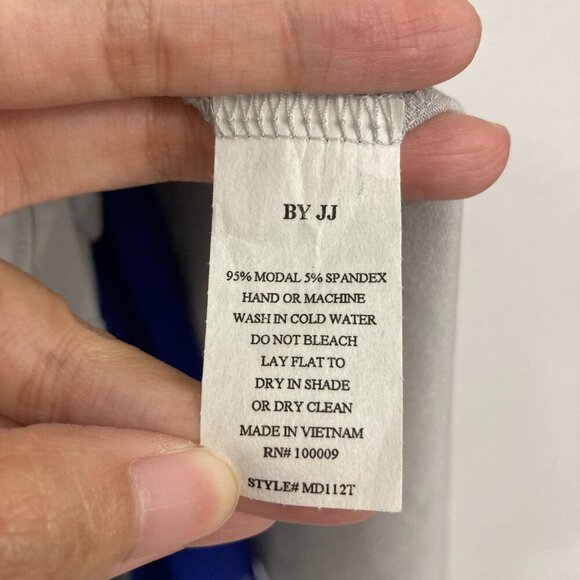 BY JJ
95% MODAL 5% SPANDEX
HAND OR MACHINE
WASH IN COLD WATER
DO NOT BLEACH
LAY FLAT TO
DRY IN SHADE
OR DRY CLEAN
MADE IN VIETNAM
RN# 100009
STYLE# MD112T